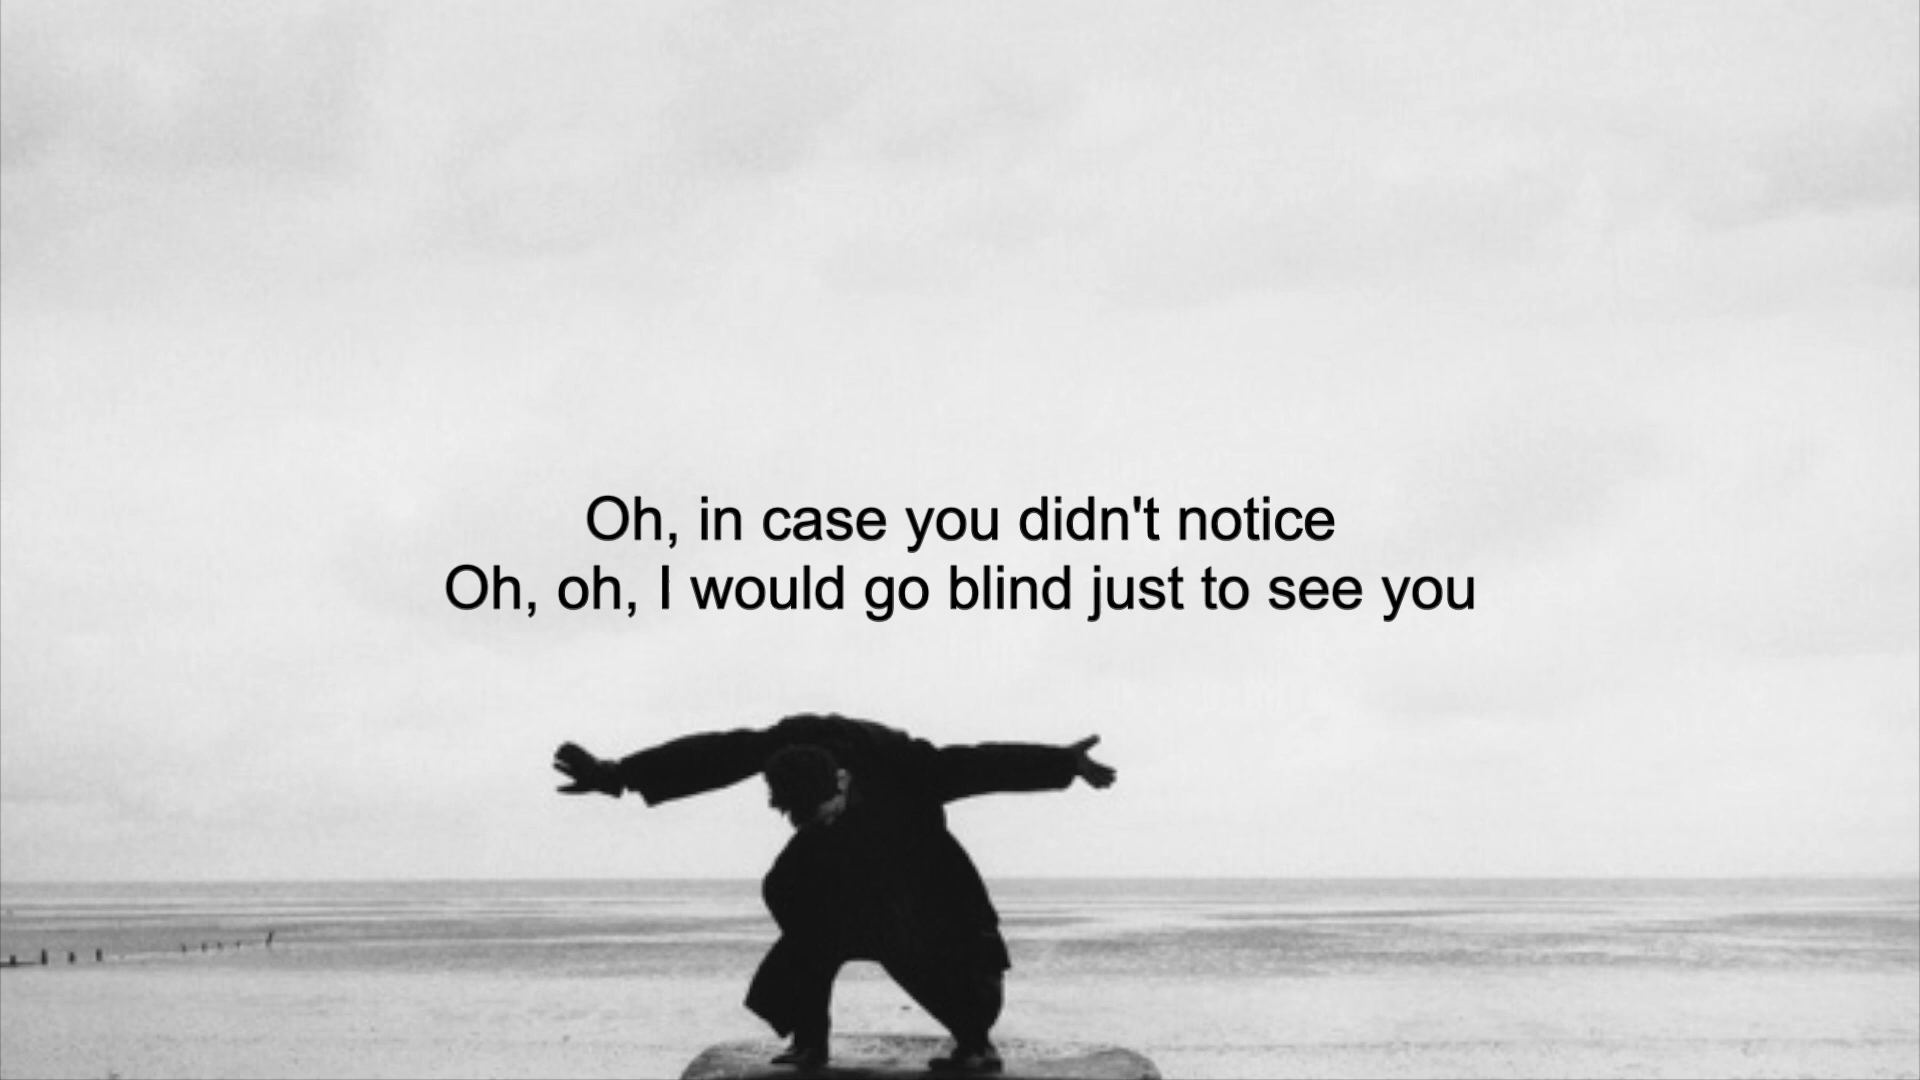 Oh, in case you didn't notice
Oh, oh, I would go blind just to see you